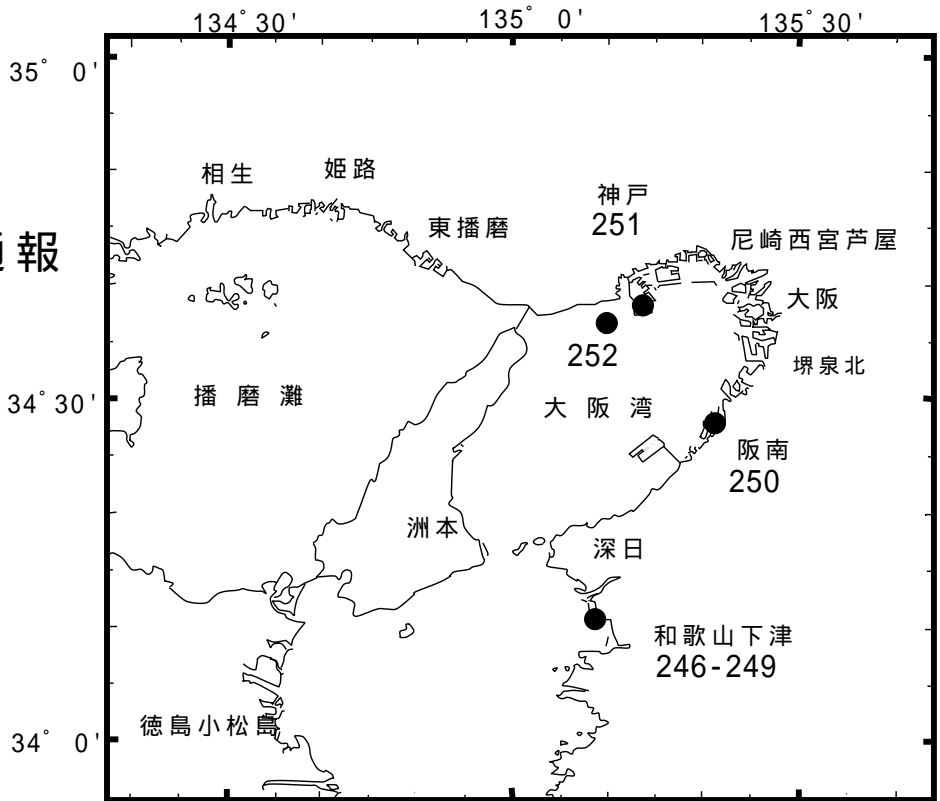 134° 30'
135° 0'
135° 30'
35° 0'
相生
姫路
神戸
251
東播磨
報
尼崎西宮芦屋
大阪
252
堺泉北
播磨灘
34° 30'
大阪湾
阪南
250
洲本
深日
和歌山下津
246-249
徳島小松島
34° 0'